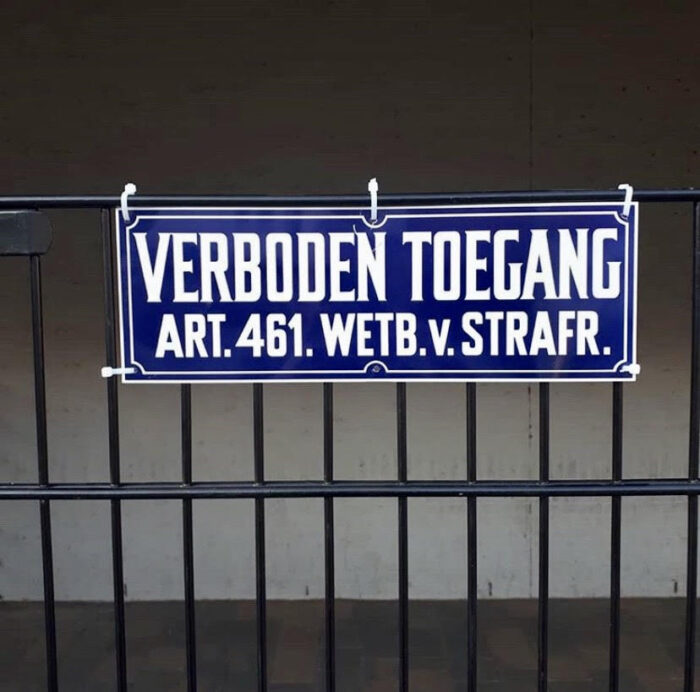 VERBODEN TOEGANG
ART. 461. WETB. v. STRAFR.